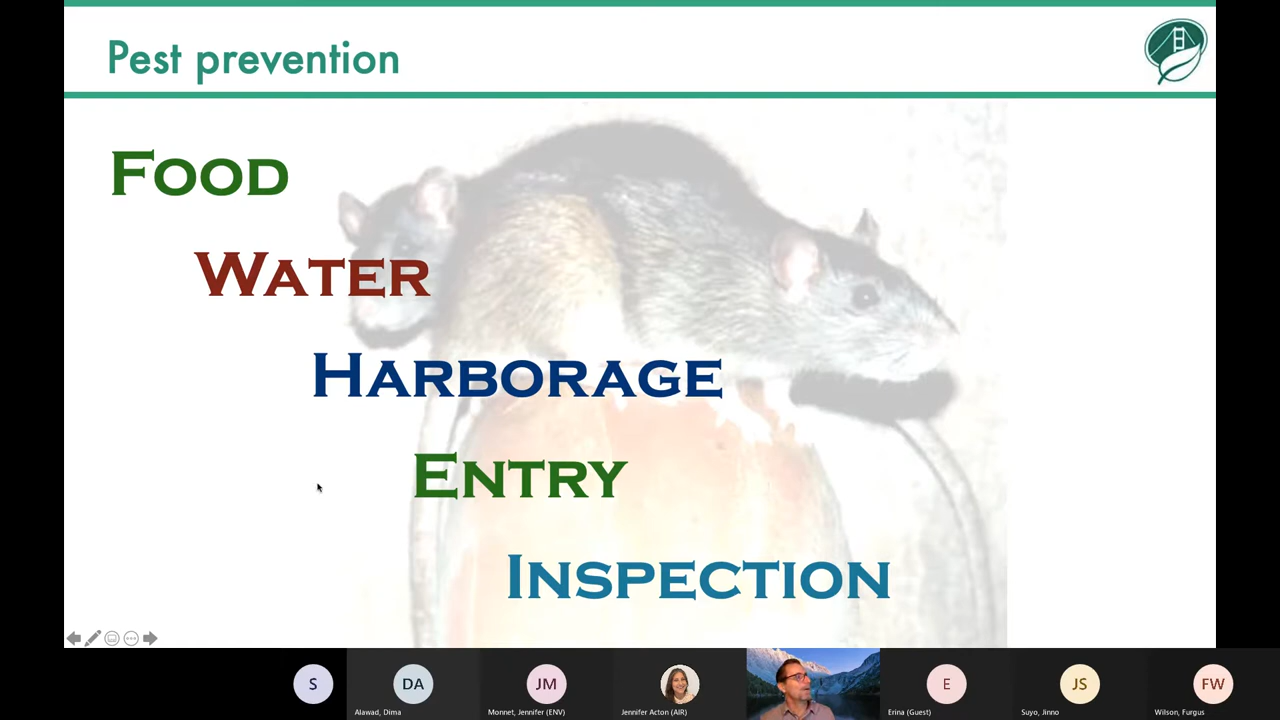 Pest prevention
FOOD
WATER
HARBORAGE
ENTRY
INSPECTION
S
DA
JM
E
JS
FW
Alawad, Dima
Monnet, Jennifer (ENV)
Jennifer Acton (AIR)
Erina (Guest)
Suyo, Jinno
Wilson, Furgus